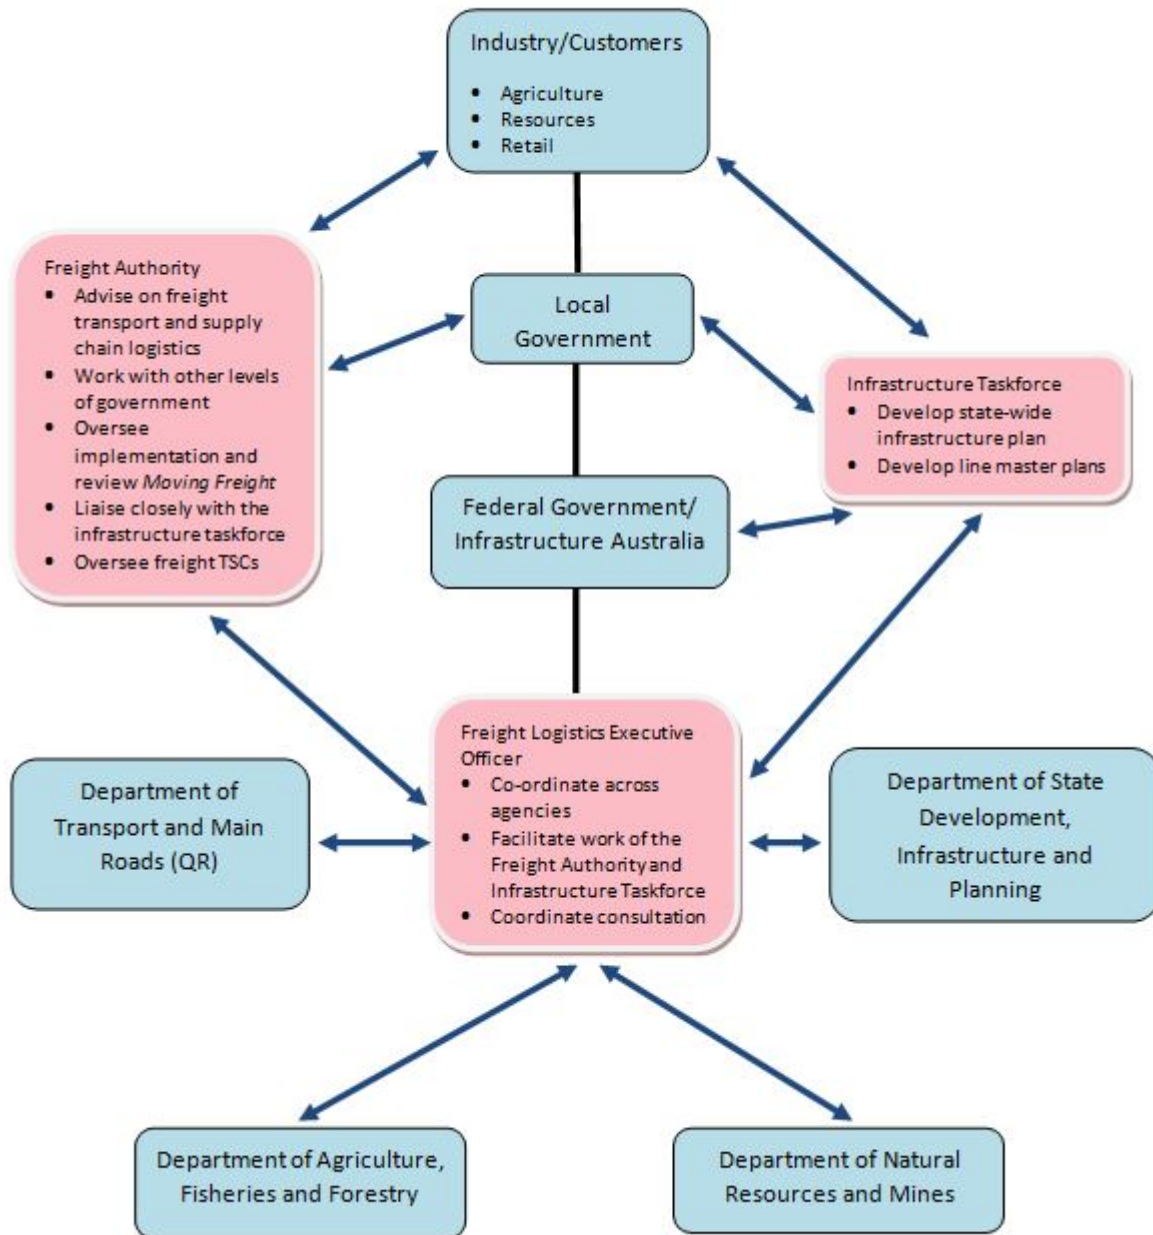 Industry/Customers
• Agriculture
• Resources
• Retail
Freight Authority
• Advise on freight
transport and supply
chain logistics
• Work with other levels
of government
• Oversee
implementation and
review Moving Freight
• Liaise closely with the
infrastructure taskforce
• Oversee freight TSCs
Local
Government
Infrastructure Taskforce
• Develop state-wide
infrastructure plan
• Develop line master plans
Federal Government/
Infrastructure Australia
Freight Logistics Executive
Officer
• Co-ordinate across
agencies
• Facilitate work of the
Freight Authority and
Infrastructure Taskforce
• Coordinate consultation
Department of
Transport and Main
Roads (QR)
Department of State
Development,
Infrastructure and
Planning
Department of Agriculture,
Fisheries and Forestry
Department of Natural
Resources and Mines